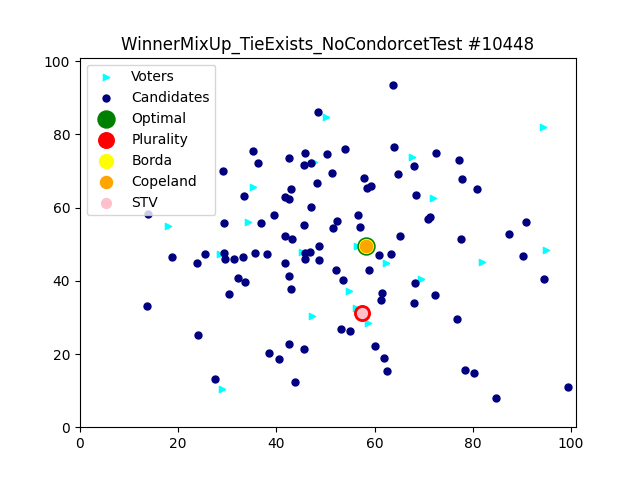 WinnerMixUp_TieExists_NoCondorcetTest #10448
100
80
60
40
20
0
0
20
40
60
80
100
Voters
Candidates
Optimal
Plurality
Borda
Copeland
STV